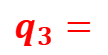 q₃ =